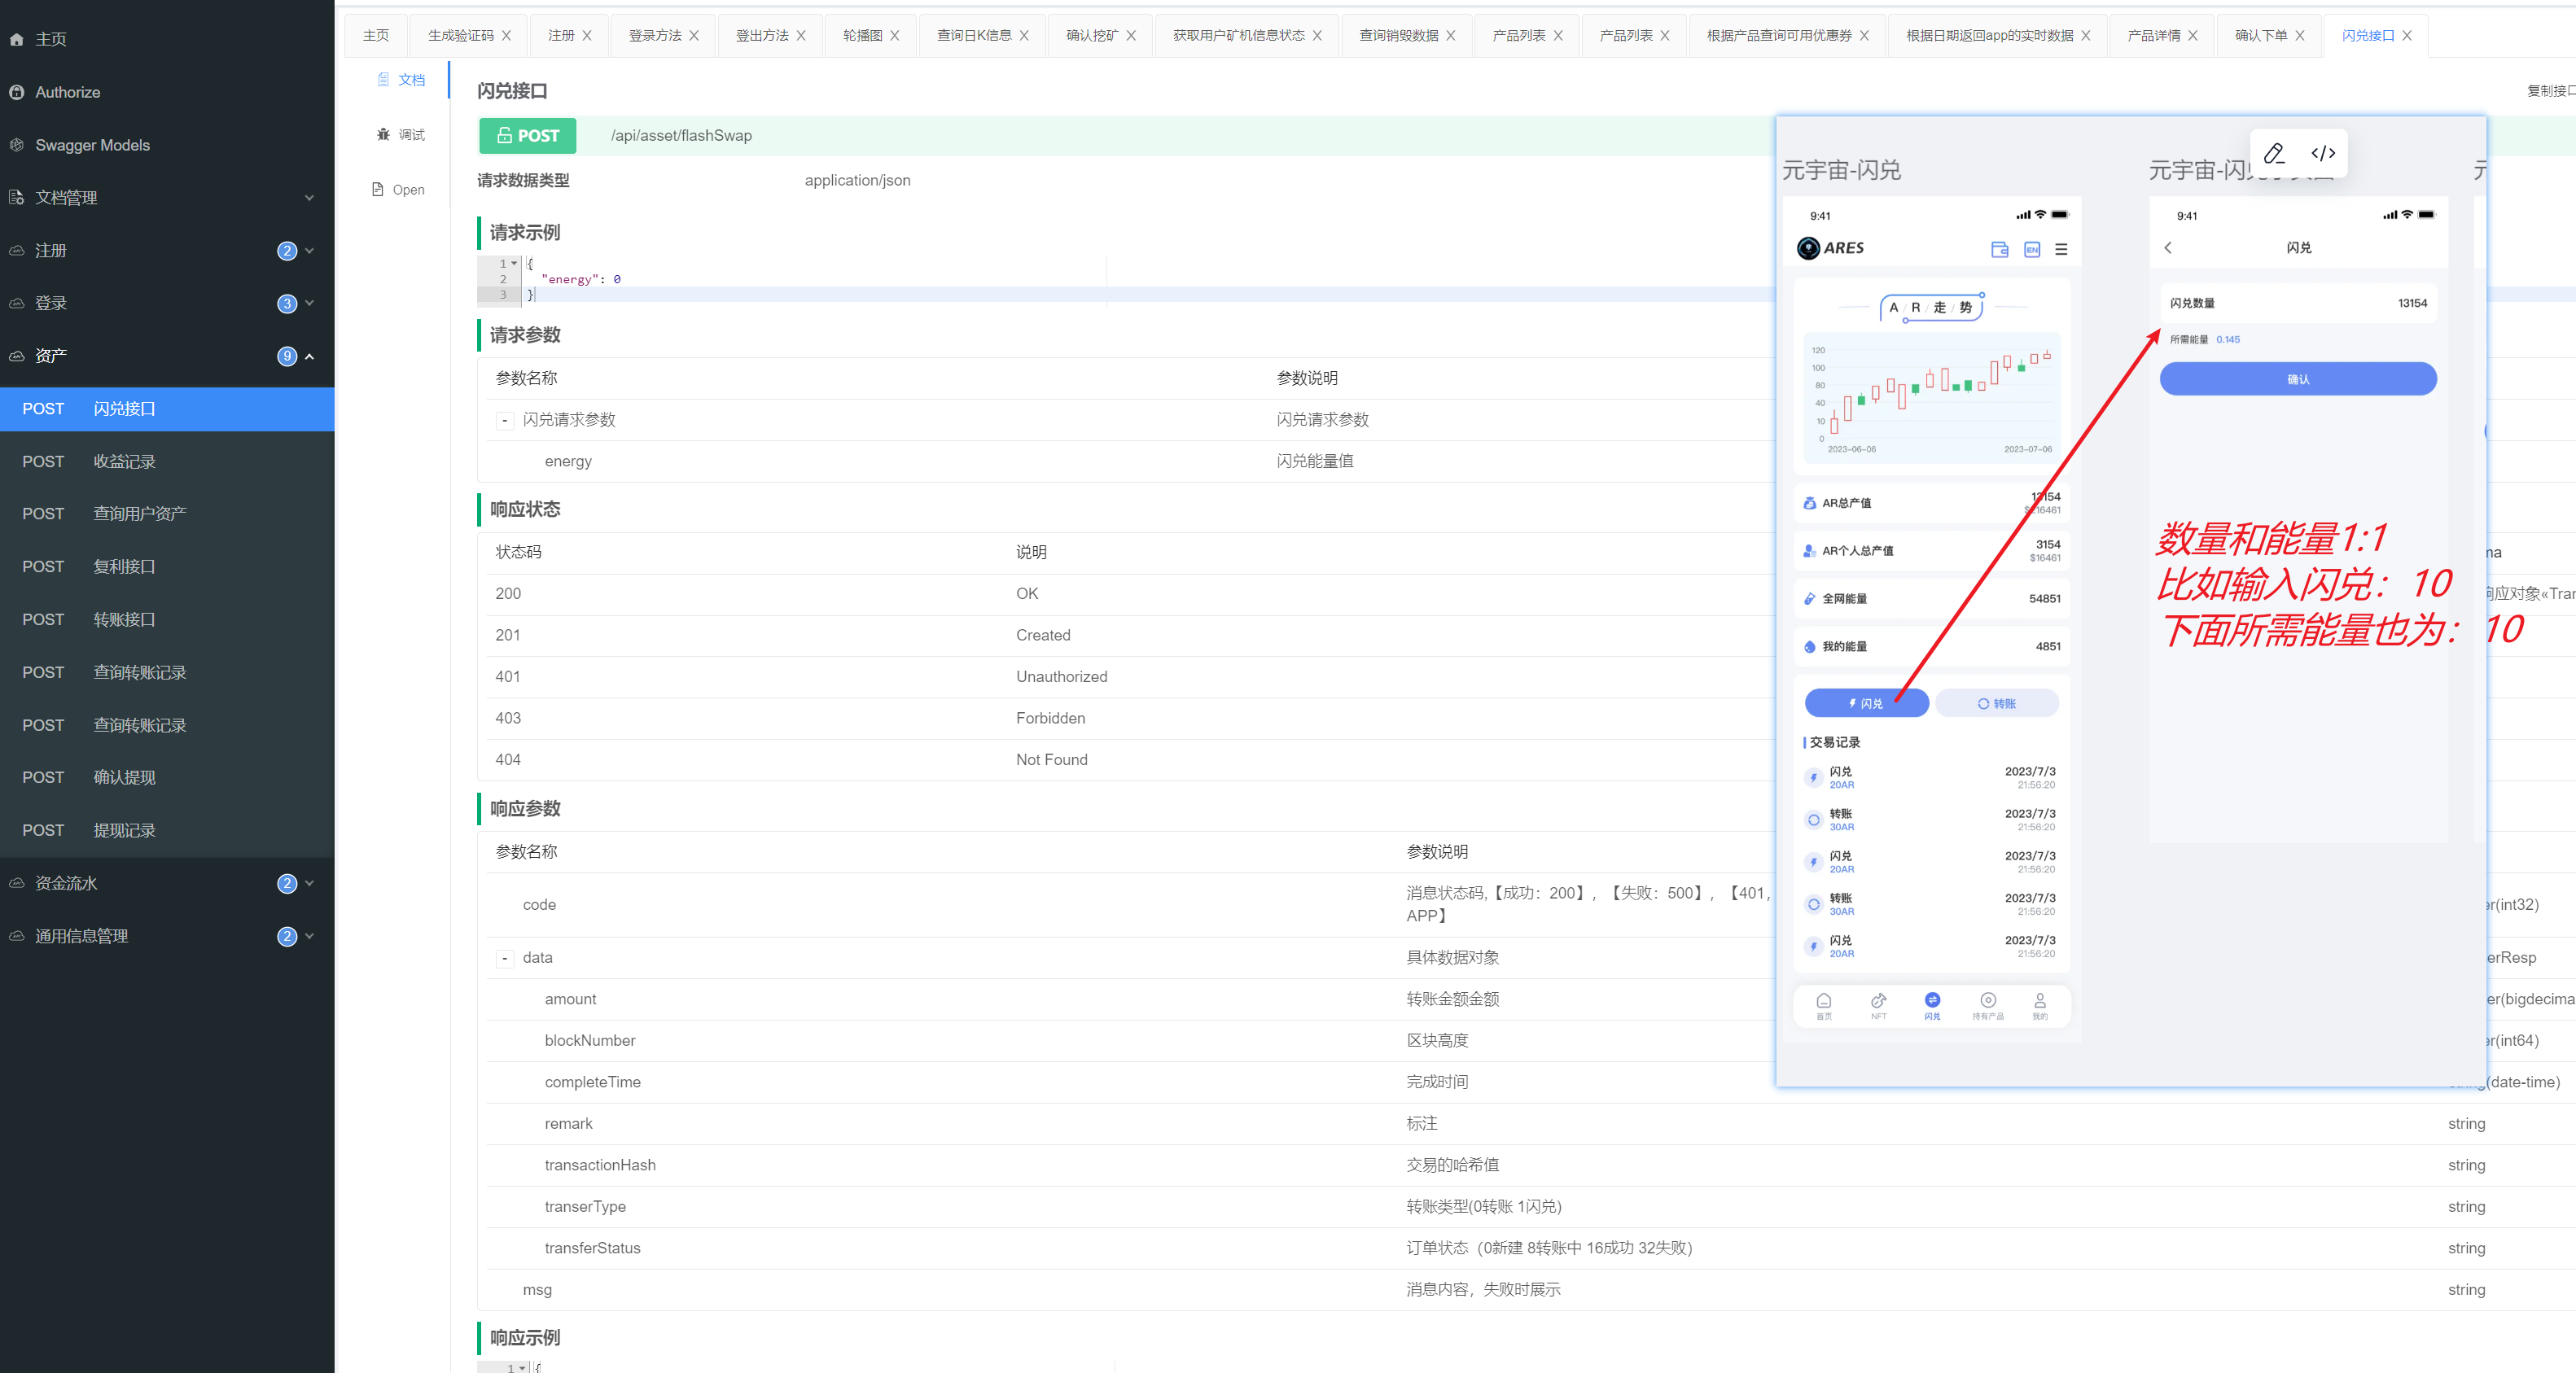 主页
Authorize
Swagger Models
文档管理
注册 2
登录 3
资产 9
POST 闪兑接口
POST 收益记录
POST 查询用户资产
POST 复利接口
POST 转账接口
POST 查询转账记录
POST 查询转账记录
POST 确认提现
POST 提现记录
资金流水 2
通用信息管理 2
主页 生成验证码 注册 登录方法 登出方法 轮播图 查询日K信息 确认挖矿 获取用户矿机信息状态 查询销毁数据 产品列表 产品列表 根据产品查询可用优惠券 根据日期返回app的实时数据 产品详情 确认下单 闪兑接口
文档
调试
Open
闪兑接口
复制接口
POST /api/asset/flashSwap
请求数据类型 application/json
请求示例
1 {
2 "energy": 0
3 }
请求参数
参数名称 参数说明
- 闪兑请求参数 闪兑请求参数
energy 闪兑能量值
响应状态
状态码 说明
200 OK
响应对象«Tran
201 Created
401 Unauthorized
403 Forbidden
404 Not Found
响应参数
参数名称 参数说明
code 消息状态码,【成功：200】，【失败：500】，【401，
APP】
er(int32)
- data 具体数据对象 erResp
amount 转账金额金额 er(bigdecima
blockNumber 区块高度 er(int64)
completeTime 完成时间 string(date-time)
remark 标注 string
transactionHash 交易的哈希值 string
transerType 转账类型(0转账 1闪兑) string
transferStatus 订单状态（0新建 8转账中 16成功 32失败） string
msg 消息内容，失败时展示 string
响应示例
1 {
元宇宙-闪兑
9:41
ARES
EN
A / R / 走 / 势
120
100
80
40
10
0
2023-06-06 2023-07-06
AR总产值 13154
$216461
AR个人总产值 3154
$16461
全网能量 54851
我的能量 4851
闪兑 转账
交易记录
闪兑 2023/7/3
20AR 21:56:20
转账 2023/7/3
30AR 21:56:20
闪兑 2023/7/3
20AR 21:56:20
转账 2023/7/3
30AR 21:56:20
闪兑 2023/7/3
20AR 21:56:20
首页 NFT 闪兑 持有产品 我的
元宇宙-闪兑
</>
9:41
闪兑
闪兑数量 13154
所需能量 0.145
确认
数量和能量1:1
比如输入闪兑：10
下面所需能量也为：10